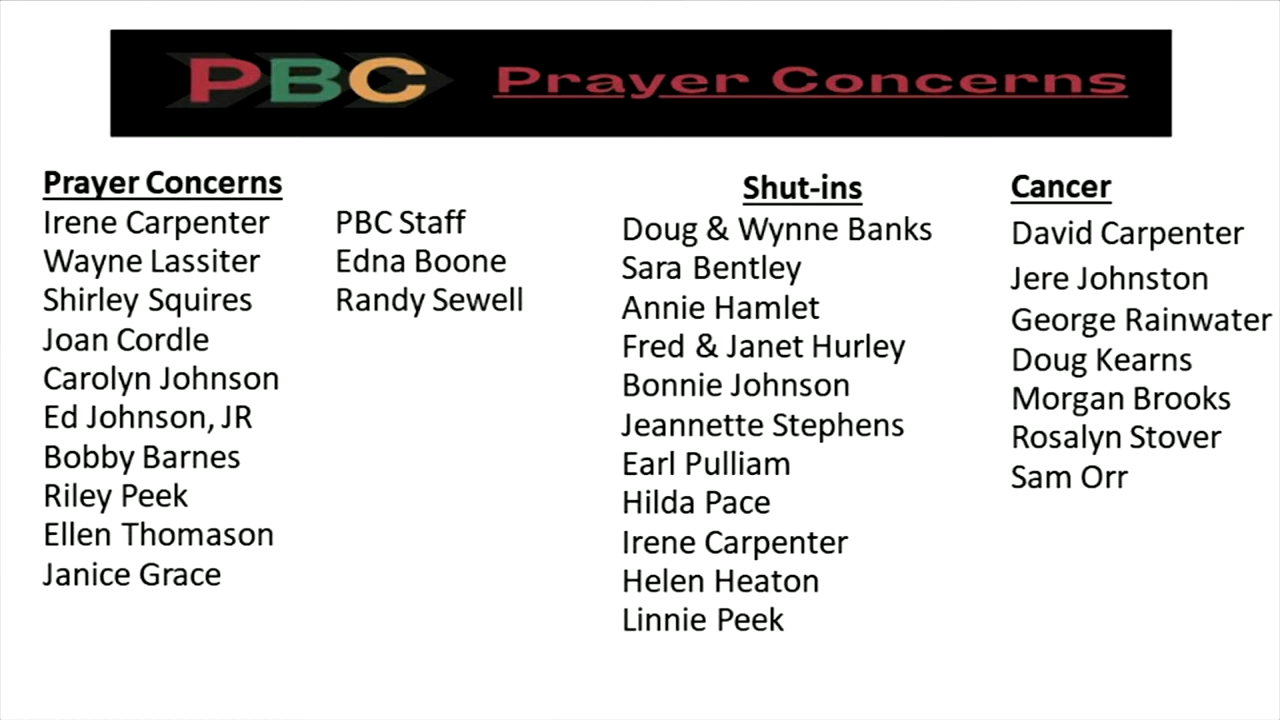 PBC Prayer Concerns
Prayer Concerns
Irene Carpenter
Wayne Lassiter
Shirley Squires
Joan Cordle
Carolyn Johnson
Ed Johnson, JR
Bobby Barnes
Riley Peek
Ellen Thomason
Janice Grace
PBC Staff
Edna Boone
Randy Sewell
Shut-ins
Doug & Wynne Banks
Sara Bentley
Annie Hamlet
Fred & Janet Hurley
Bonnie Johnson
Jeannette Stephens
Earl Pulliam
Hilda Pace
Irene Carpenter
Helen Heaton
Linnie Peek
Cancer
David Carpenter
Jere Johnston
George Rainwater
Doug Kearns
Morgan Brooks
Rosalyn Stover
Sam Orr